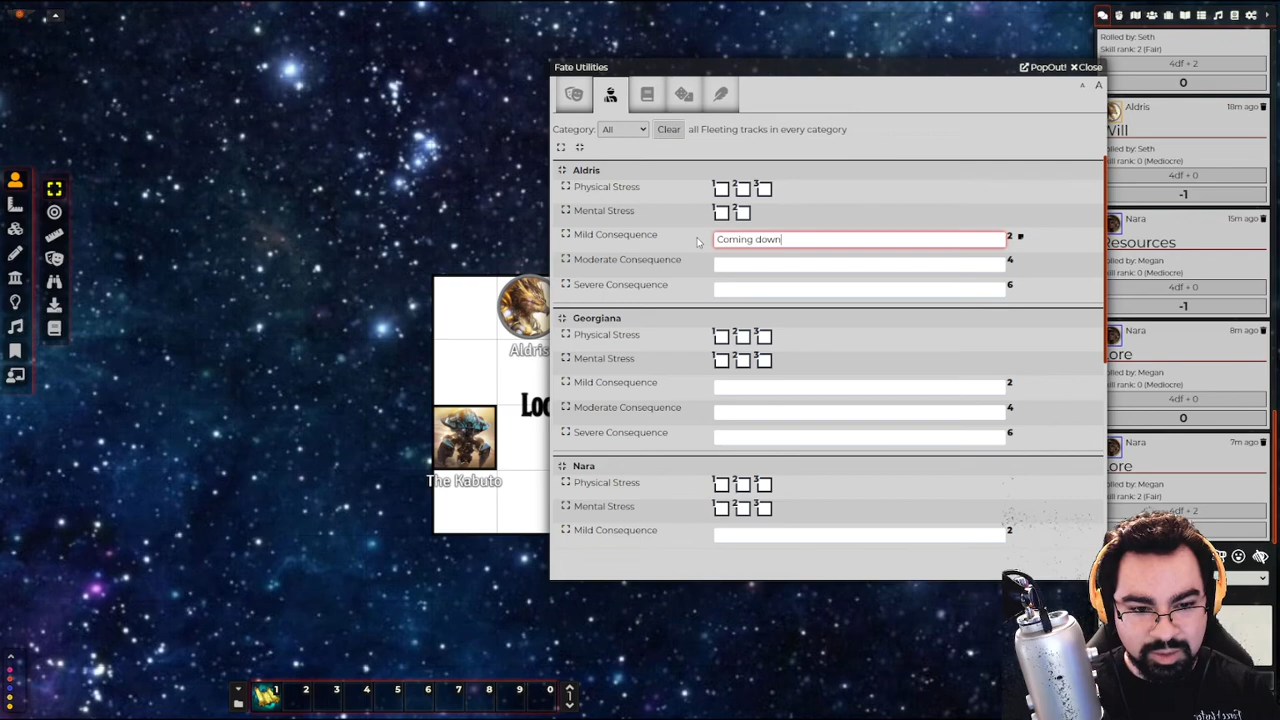 Fate Utilities
PopOut! Close
A A
Category: All Clear all Fleeting tracks in every category
Aldris
Physical Stress 1 2 3
Mental Stress 1 2
Mild Consequence Coming down 2
Moderate Consequence 4
Severe Consequence 6
Georgiana
Physical Stress 1 2 3
Mental Stress 1 2 3
Mild Consequence 2
Moderate Consequence 4
Severe Consequence 6
Nara
Physical Stress 1 2 3
Mental Stress 1 2 3
Mild Consequence 2
Aldris
The Kabuto
Loc
Rolled by: Seth
Skill rank: 2 (Fair)
4df + 2
0
Aldris 18m ago
Will
Rolled by: Seth
Skill rank: 0 (Mediocre)
4df + 0
-1
Nara 15m ago
Resources
Rolled by: Megan
Skill rank: 0 (Mediocre)
4df + 0
-1
Nara 8m ago
Lore
Rolled by: Megan
Skill rank: 0 (Mediocre)
4df + 0
0
Nara 7m ago
Lore
Rolled by: Megan
Skill rank: 2 (Fair)
4df + 2
1 2 3 4 5 6 7 8 9 0
1